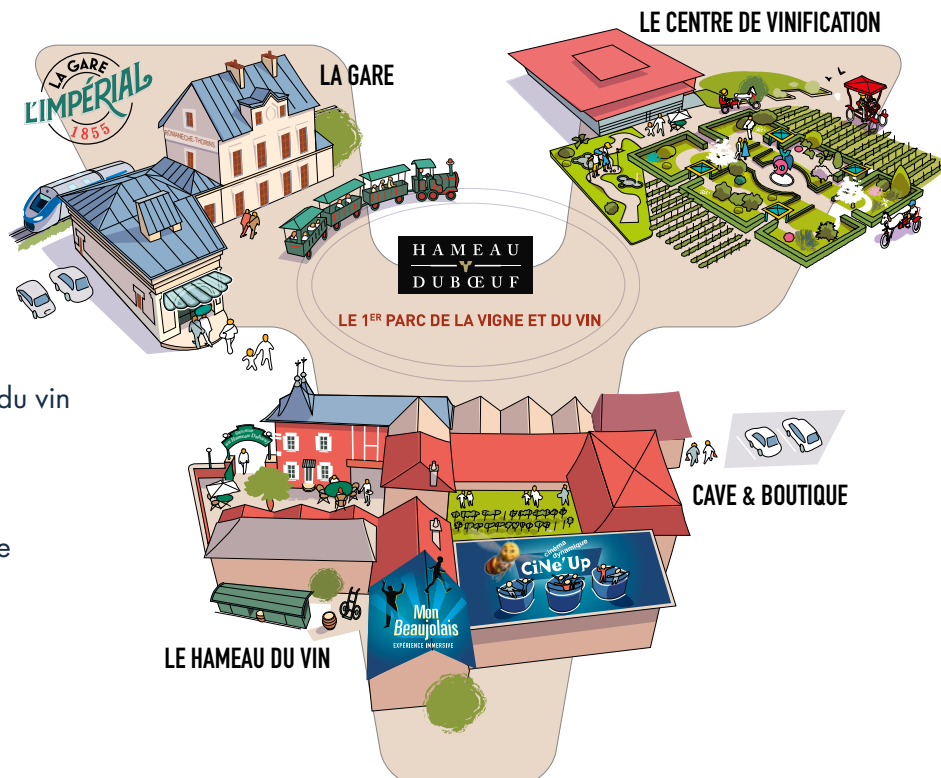 LE CENTRE DE VINIFICATION
LA GARE
L'IMPÉRIAL
1855
LA GARE
ROMANÈCHE-THORINS
HAMEAU
DUBŒUF
LE 1ER PARC DE LA VIGNE ET DU VIN
du vin
CAVE & BOUTIQUE
e
cinéma
dynamique
CiNe'Up
Mon
Beaujolais
EXPÉRIENCE IMMERSIVE
LE HAMEAU DU VIN